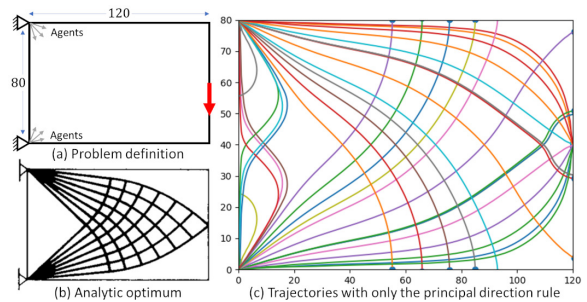 120
Agents
80
Agents
(a) Problem definition
(b) Analytic optimum
80
70
60
50
40
30
20
10
0
0 20 40 60 80 100 120
(c) Trajectories with only the principal direction rule